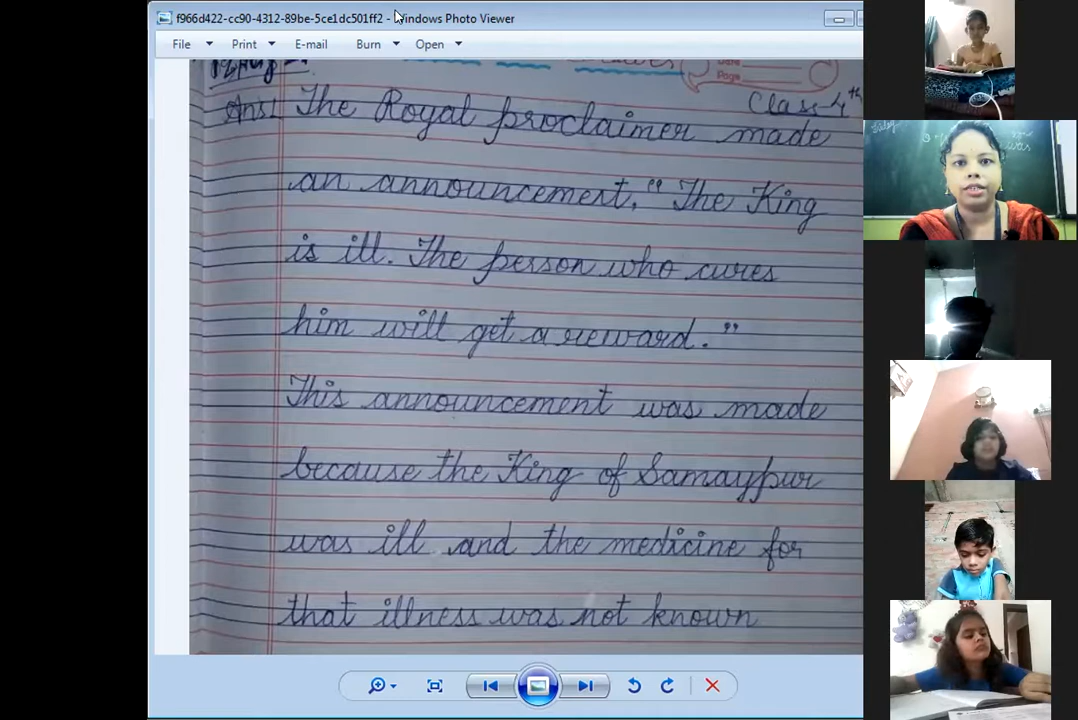 f966d422-cc90-4312-89be-5ce1dc501ff2 - Windows Photo Viewer
File Print E-mail Burn Open
Page
Class-4th
Ans1 The Royal proclaimer made
an announcement, "The King
is ill. The person who cures
him will get a reward."
This announcement was made
because the King of Samaypur
was ill and the medicine for
that illness was not known